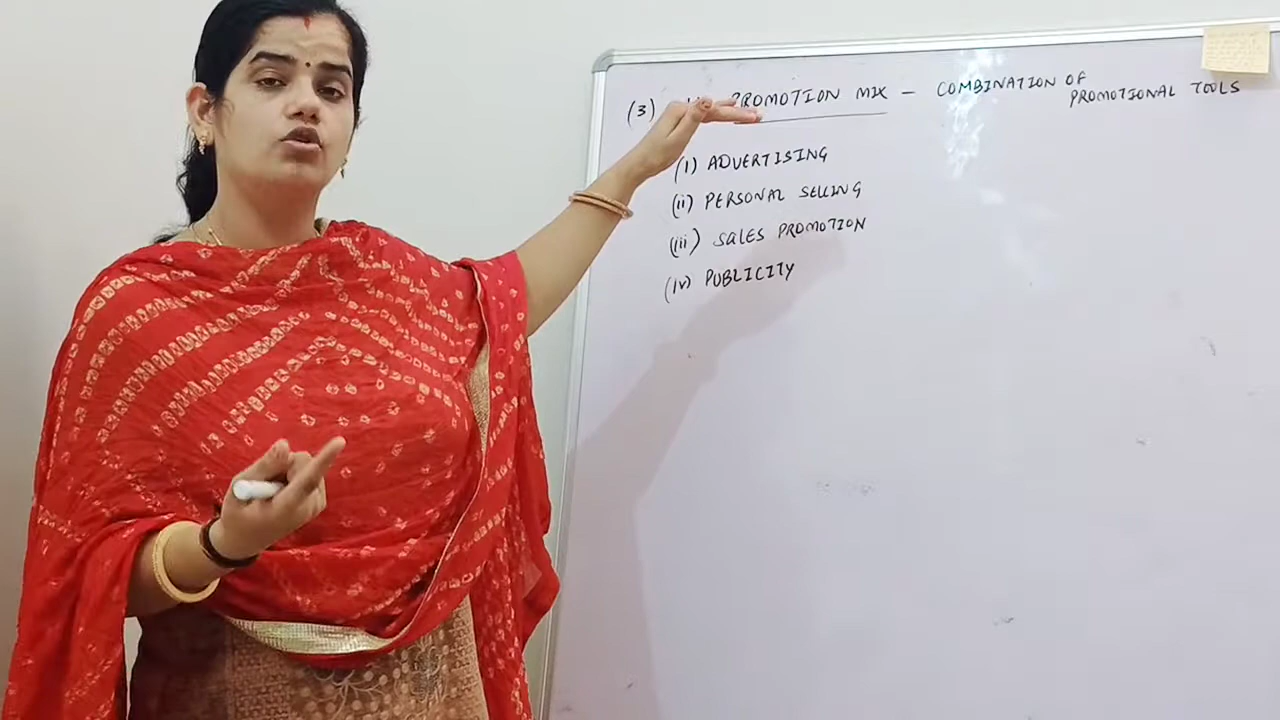 (3) PROMOTION MIX - COMBINATION OF
PROMOTIONAL TOOLS
(i) ADVERTISING
(ii) PERSONAL SELLING
(iii) SALES PROMOTION
(iv) PUBLICITY